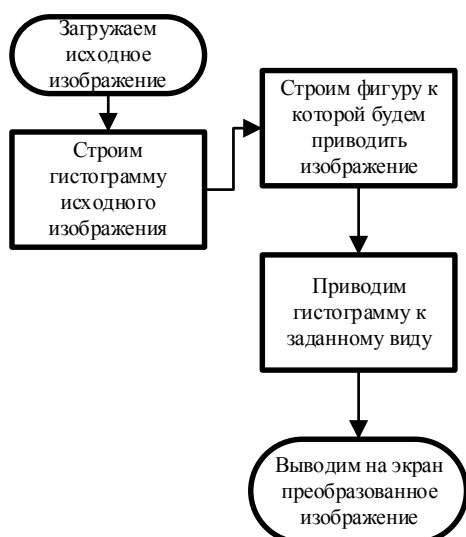 Загружаем
исходное
изображение
Строим
гистограмму
исходного
изображения
Строим фигуру к
которой будем
приводить
изображение
Приводим
гистограмму к
заданному виду
Выводим на экран
преобразованное
изображение